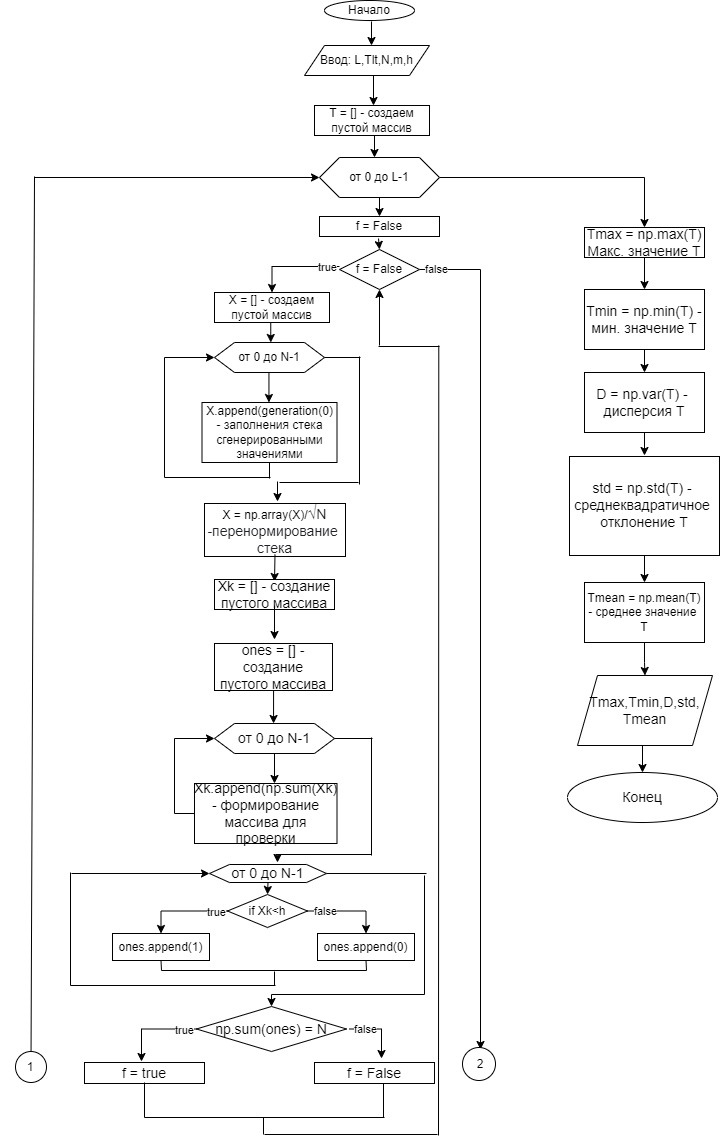 Начало
Ввод: L,Tlt,N,m,h
T = [] - создаем
пустой массив
от 0 до L-1
f = False
f = False
true
false
X = [] - создаем
пустой массив
от 0 до N-1
X.append(generation(0)
- заполнения стека
сгенерированными
значениями
X = np.array(X)/√N
-перенормирование
стека
Xk = [] - создание
пустого массива
ones = [] -
создание
пустого массива
от 0 до N-1
Xk.append(np.sum(Xk)
- формирование
массива для
проверки
от 0 до N-1
if Xk<h
true
false
ones.append(1)
ones.append(0)
np.sum(ones) = N
true
false
f = true
f = False
1
2
Tmax = np.max(T)
Макс. значение T
Tmin = np.min(T) -
мин. значение T
D = np.var(T) -
дисперсия T
std = np.std(T) -
среднеквадратичное
отклонение T
Tmean = np.mean(T)
- среднее значение
T
Tmax,Tmin,D,std,
Tmean
Конец